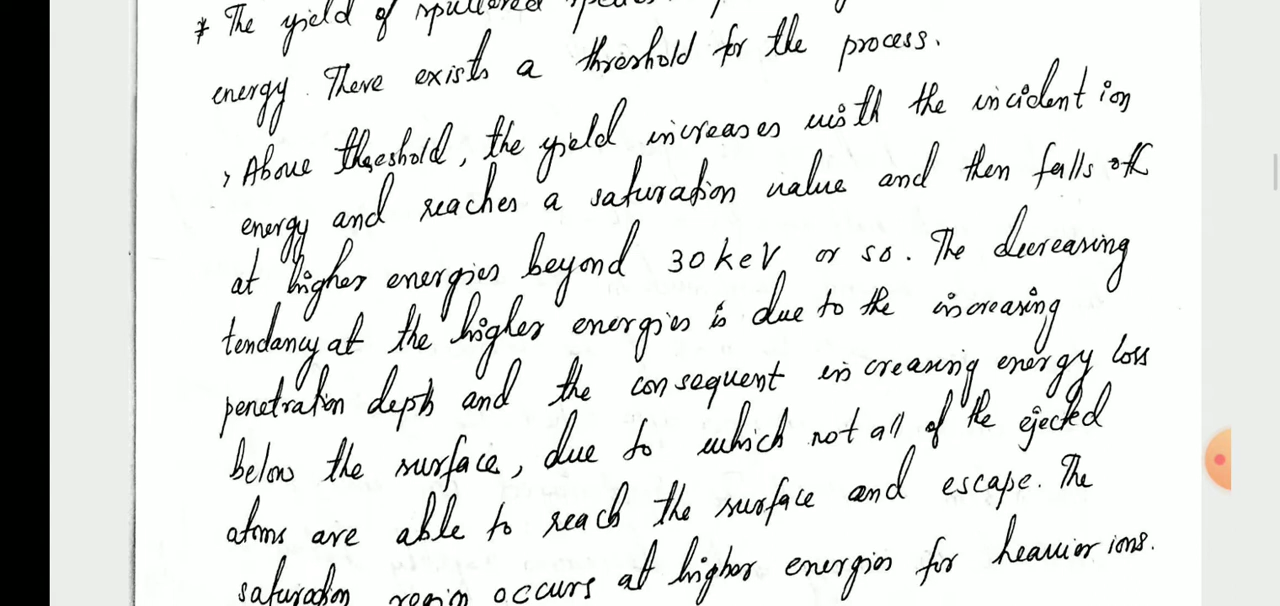 * The yield of sputtered
energy. There exists a threshold for the process.
> Above threshold, the yield increases with the incident ion
energy and reaches a saturation value and then falls off
at higher energies beyond 30 keV or so. The decreasing
tendancy at the higher energies is due to the increasing
penetration depth and the consequent increasing energy loss
below the surface, due to which not all of the ejected
atoms are able to reach the surface and escape. The
saturation region occurs at higher energies for heavier ions.